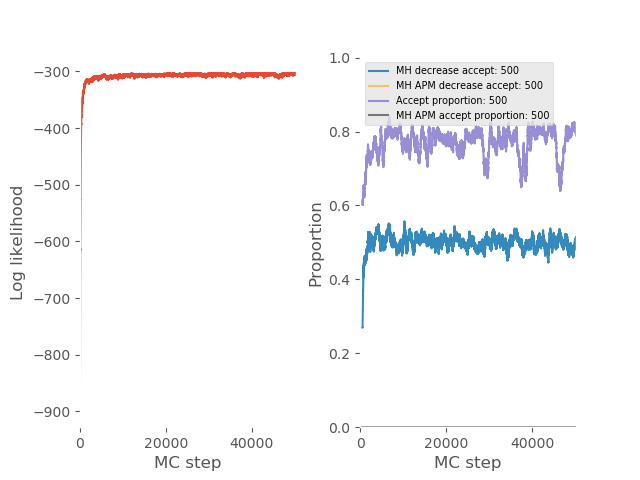 −300
−400
−500
−600
−700
−800
−900
0
20000
40000
MC step
Log likelihood
1.0
0.8
0.6
0.4
0.2
0.0
0
20000
40000
MC step
Proportion
MH decrease accept: 500
MH APM decrease accept: 500
Accept proportion: 500
MH APM accept proportion: 500